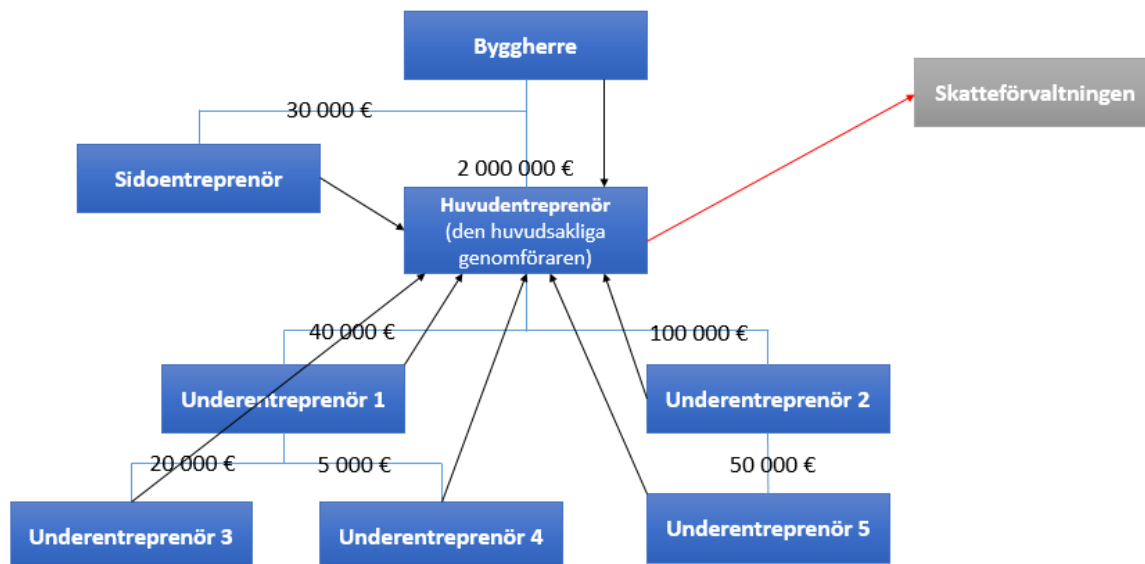 Byggherre
Skatteförvaltningen
30 000 €
Sidoentreprenör
2 000 000 €
Huvudentreprenör
(den huvudsakliga
genomföraren)
40 000 €
100 000 €
Underentreprenör 1
Underentreprenör 2
20 000 €
5 000 €
50 000 €
Underentreprenör 3
Underentreprenör 4
Underentreprenör 5